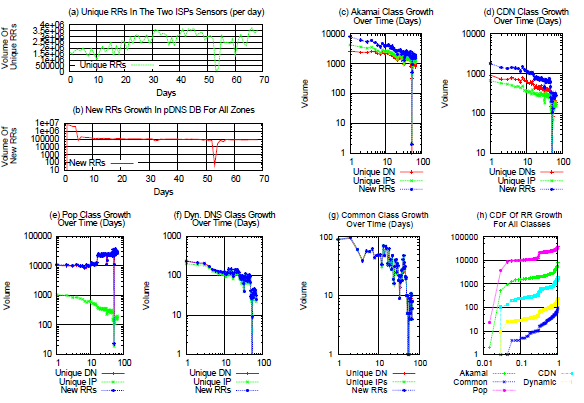 (a) Unique RRs In The Two ISPs Sensors (per day)
Volume Of
Unique RRs
4e+06
3.5e+06
3e+06
2.5e+06
2e+06
1.5e+06
1e+06
500000
0
Unique RRs
0 10 20 30 40 50 60 70
Days
(b) New RRs Growth In pDNS DB For All Zones
Volume Of
New RRs
1e+07
1e+06
100000
10000
1000
100
10
New RRs
0 10 20 30 40 50 60 70
Days
(c) Akamai Class Growth
Over Time (Days)
Volume
10000
1000
100
10
1
1 10 100
Unique DN
Unique IPs
New RRs
(d) CDN Class Growth
Over Time (Days)
Volume
10000
1000
100
10
1 10 100
Unique DNs
Unique IP
New RRs
(e) Pop Class Growth
Over Time (Days)
Volume
100000
10000
1000
100
10
1 10 100
Unique DN
Unique IP
New RRs
(f) Dyn. DNS Class Growth
Over Time (Days)
Volume
1000
100
10
1
1 10 100
Unique DN
Unique IP
New RRs
(g) Common Class Growth
Over Time (Days)
Volume
100
10
1
1 10 100
Unique DN
Unique IPs
New RRs
(h) CDF Of RR Growth
For All Classes
Volume
100000
10000
1000
100
10
1
0.01 0.1 1
Akamai CDN
Common Dynamic
Pop